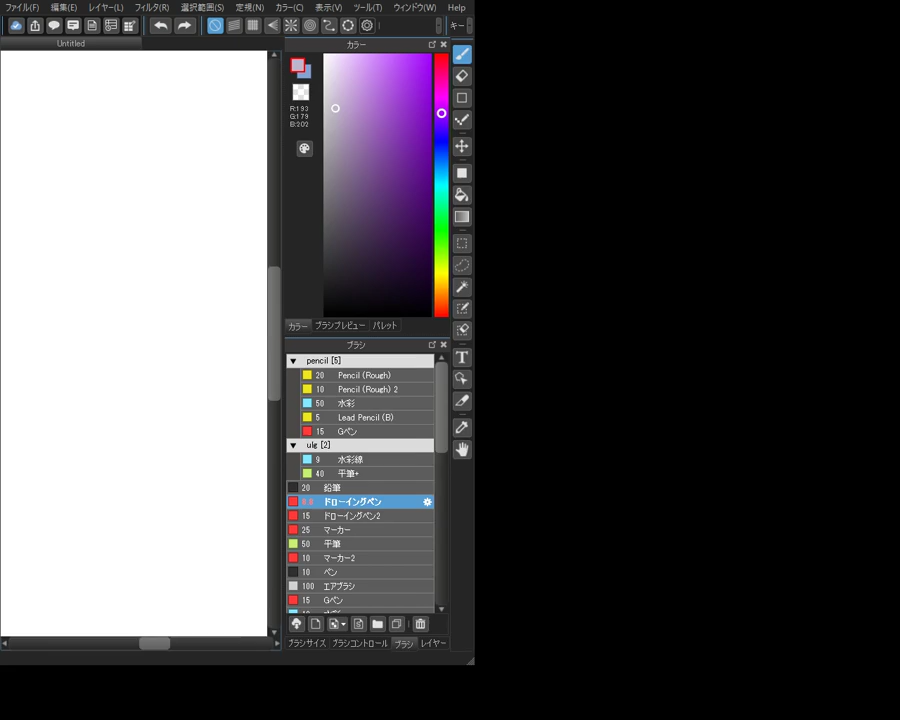 ファイル(F) 編集(E) レイヤー(L) フィルタ(R) 選択範囲(S) 定規(N) カラー(C) 表示(V) ツール(T) ウィンドウ(W) Help
キー
Untitled
カラー
R:193
G:179
B:202
カラー ブラシプレビュー パレット
ブラシ
pencil [5]
20 Pencil (Rough)
10 Pencil (Rough) 2
50 水彩
5 Lead Pencil (B)
15 Gペン
ulg [2]
9 水彩線
40 平筆+
20 鉛筆
ドローイングペン
15 ドローイングペン2
25 マーカー
50 平筆
10 マーカー2
10 ペン
100 エアブラシ
15 Gペン
ブラシサイズ ブラシコントロール ブラシ レイヤー